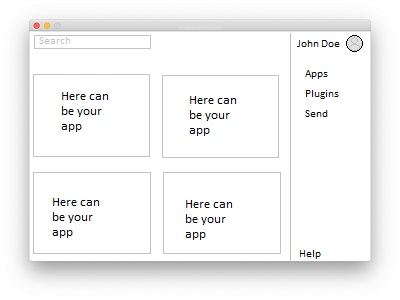 Search
John Doe
Here can
be your
app
Here can
be your
app
Apps
Plugins
Send
Here can
be your
app
Here can
be your
app
Help